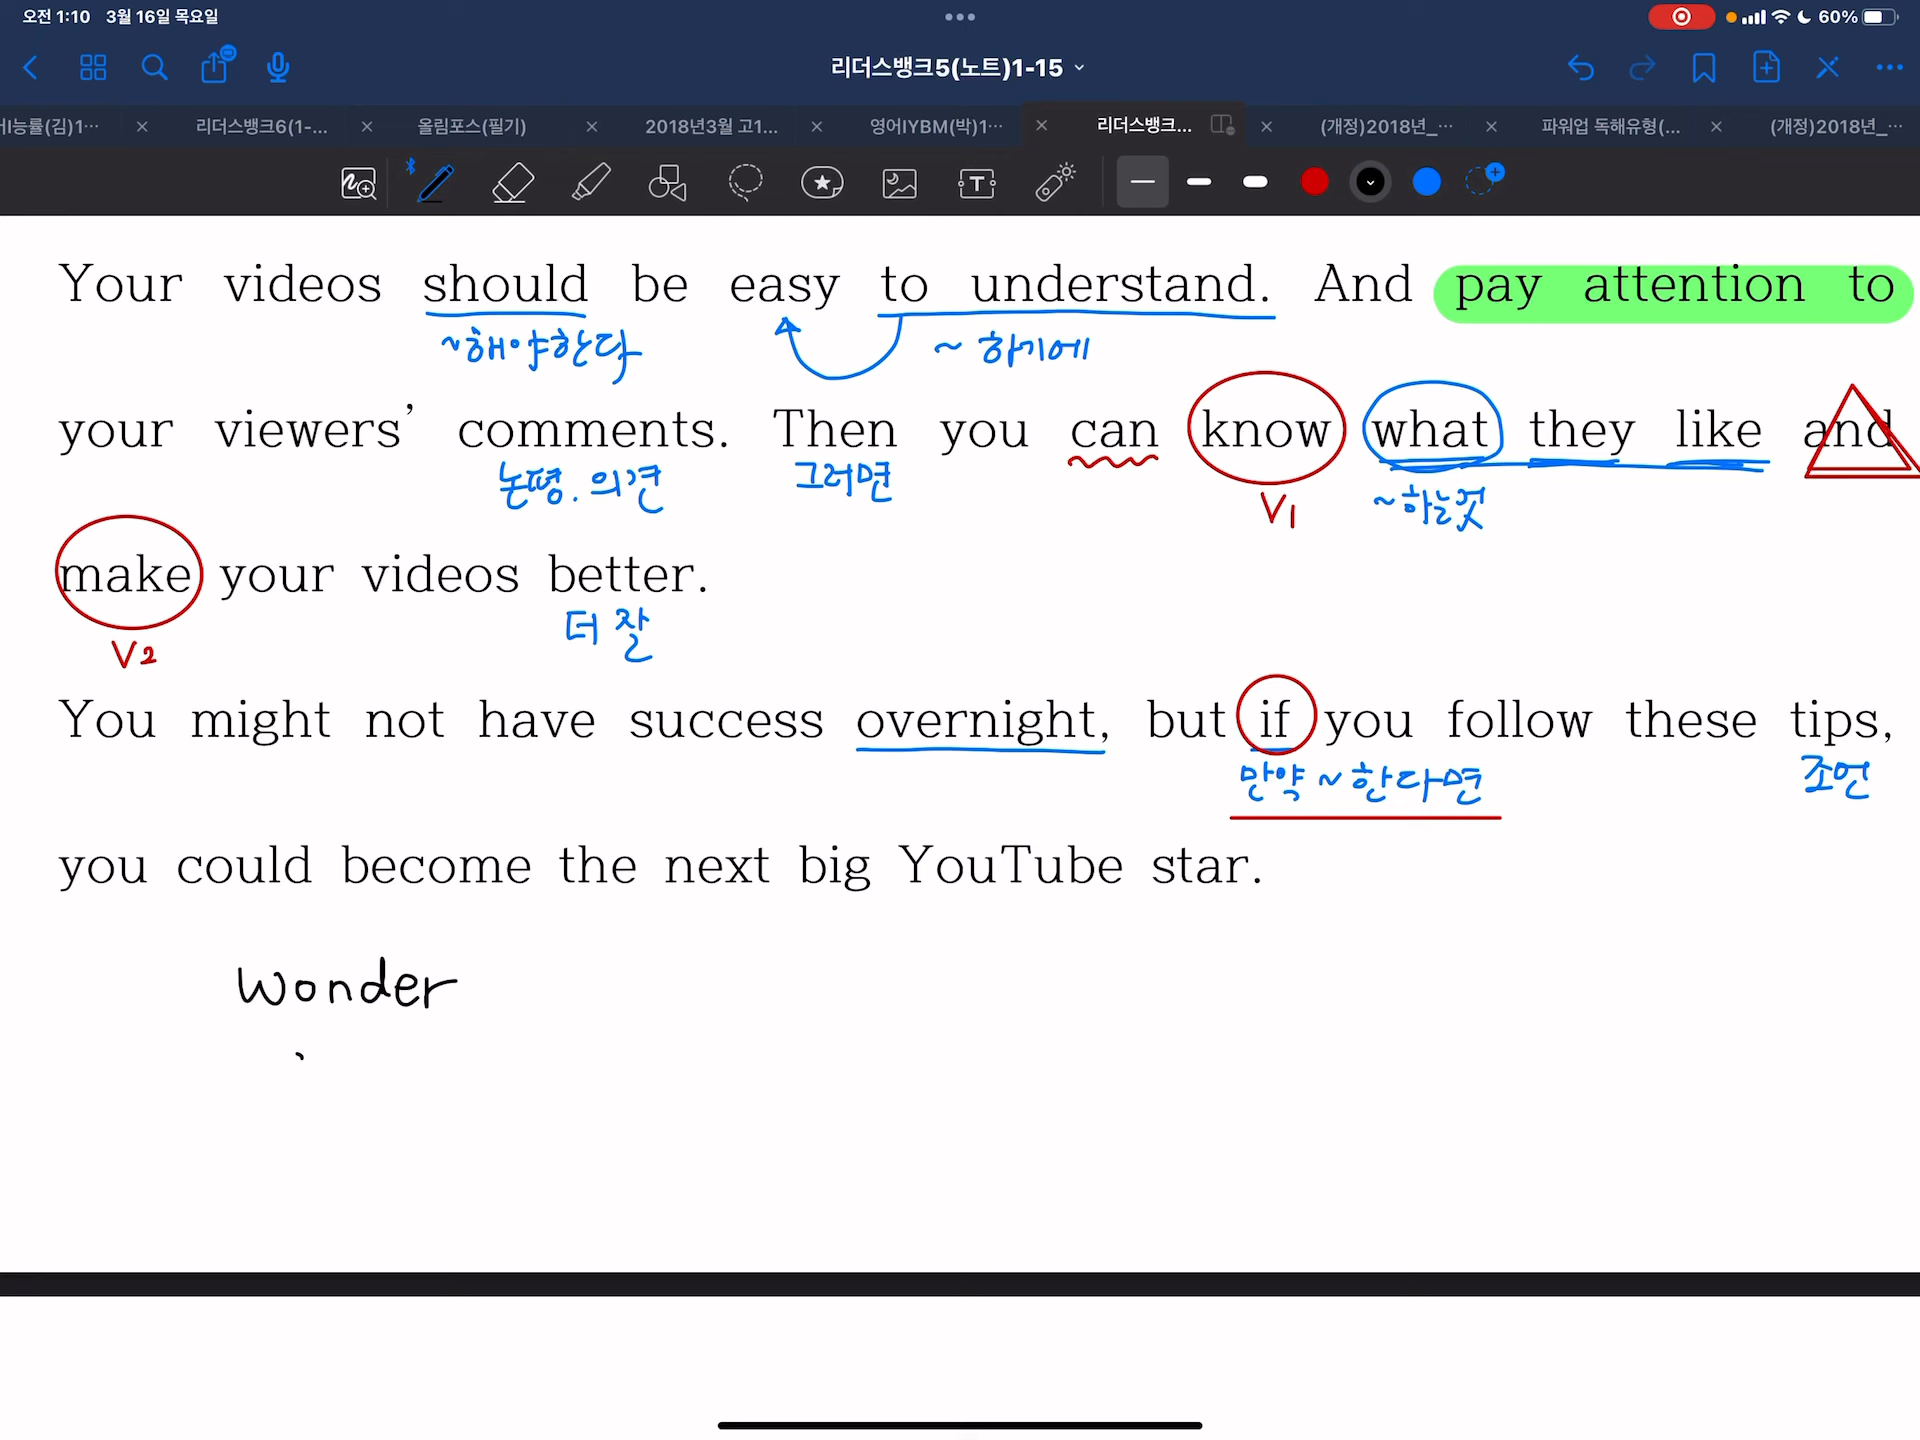 오전 1:10 3월 16일 목요일
60%
리더스뱅크5(노트)1-15
리더스뱅크6(1-... 올림포스(필기) 2018년3월 고1... 영어IYBM(박)1... 리더스뱅크... (개정)2018년_... 파워업 독해유형(... (개정)2018년_...
Your videos should be easy to understand. And pay attention to
~해야한다 ~ 하기에
your viewers' comments. Then you can know what they like and
논평. 의견 그러면 V1 ~하는것
make your videos better.
V2 더 잘
You might not have success overnight, but if you follow these tips,
만약 ~ 한다면 조언
you could become the next big YouTube star.
Wonder